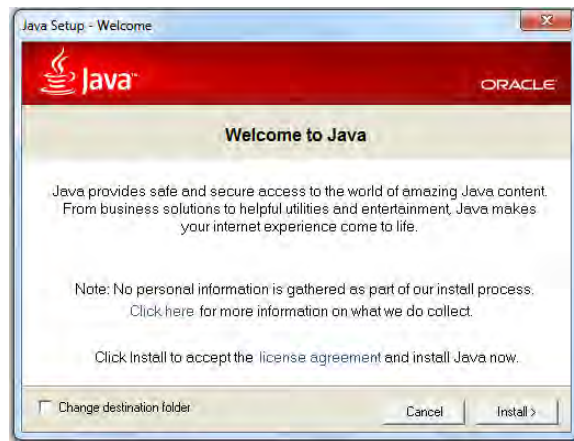 Java Setup - Welcome
Java™
ORACLE
Welcome to Java
Java provides safe and secure access to the world of amazing Java content.
From business solutions to helpful utilities and entertainment, Java makes
your internet experience come to life.
Note: No personal information is gathered as part of our install process.
Click here for more information on what we do collect.
Click Install to accept the license agreement and install Java now.
Change destination folder
Cancel
Install >